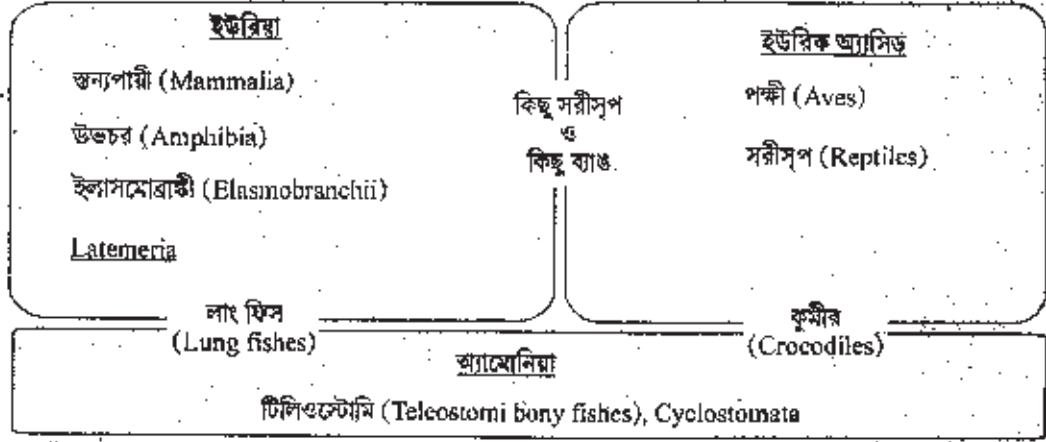 ইউরিয়া
স্তন্যপায়ী (Mammalia)
উভচর (Amphibia)
ইলাসমোব্রাঙ্কী (Elasmobranchii)
Latemeria
কিছু সরীসৃপ
ও
কিছু ব্যাঙ
ইউরিক অ্যাসিড
পক্ষী (Aves)
সরীসৃপ (Reptiles)
লাং ফিস
(Lung fishes)
কুমীর
(Crocodiles)
অ্যামোনিয়া
টিলিওস্টোমি (Teleostomi bony fishes), Cyclostomata